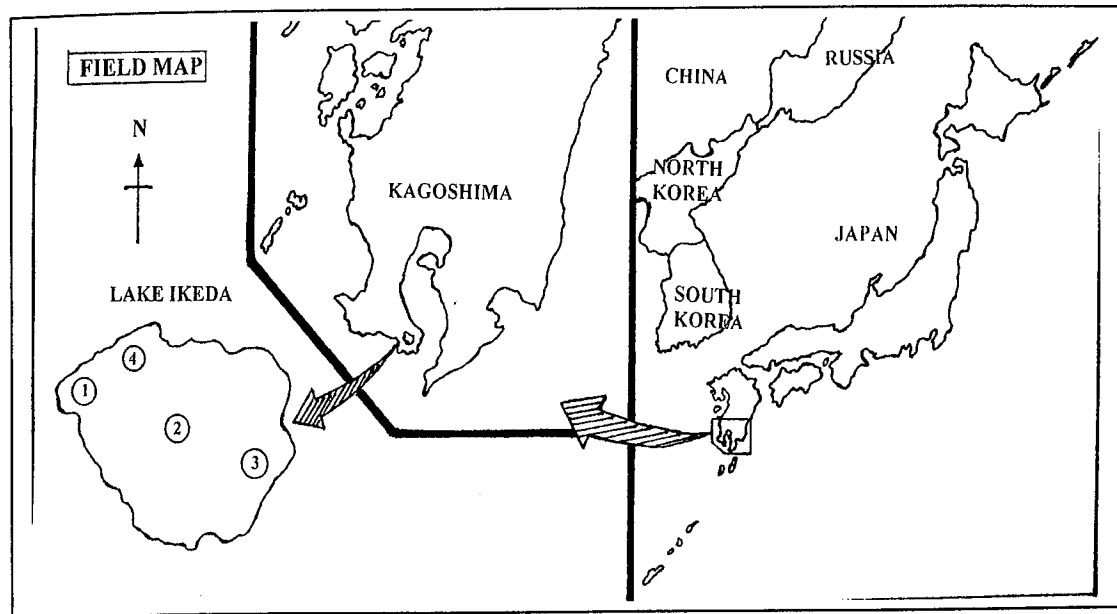 FIELD MAP
N
LAKE IKEDA
4
1
2
3
KAGOSHIMA
CHINA
RUSSIA
NORTH
KOREA
JAPAN
SOUTH
KOREA